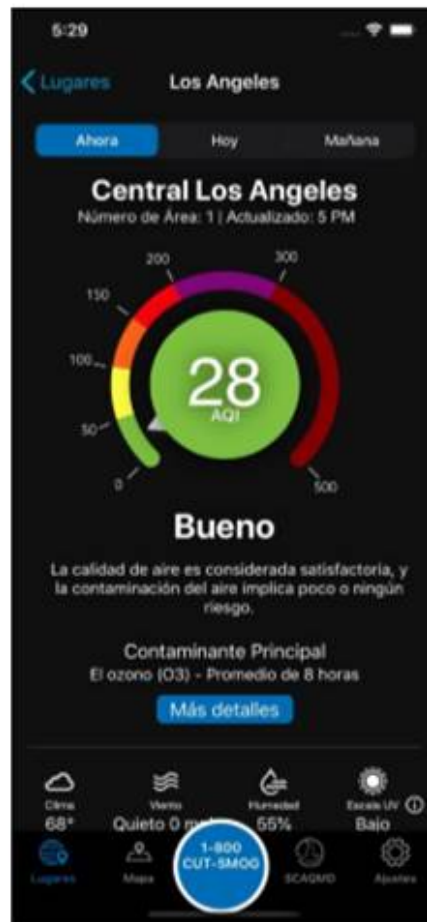 5:29
Lugares
Los Angeles
Ahora
Hoy
Mañana
Central Los Angeles
Número de Área: 1 | Actualizado: 5 PM
200
300
150
100
50
0
500
28
AQI
Bueno
La calidad de aire es considerada satisfactoria, y
la contaminación del aire implica poco o ningún
riesgo.
Contaminante Principal
El ozono (O3) - Promedio de 8 horas
Más detalles
Clima
Viento
Humedad
Escala UV
68°
Quieto 0
55%
Bajo
1-800
CUT-SMOG
Lugares
Mapa
SCAQMD
Ajustes